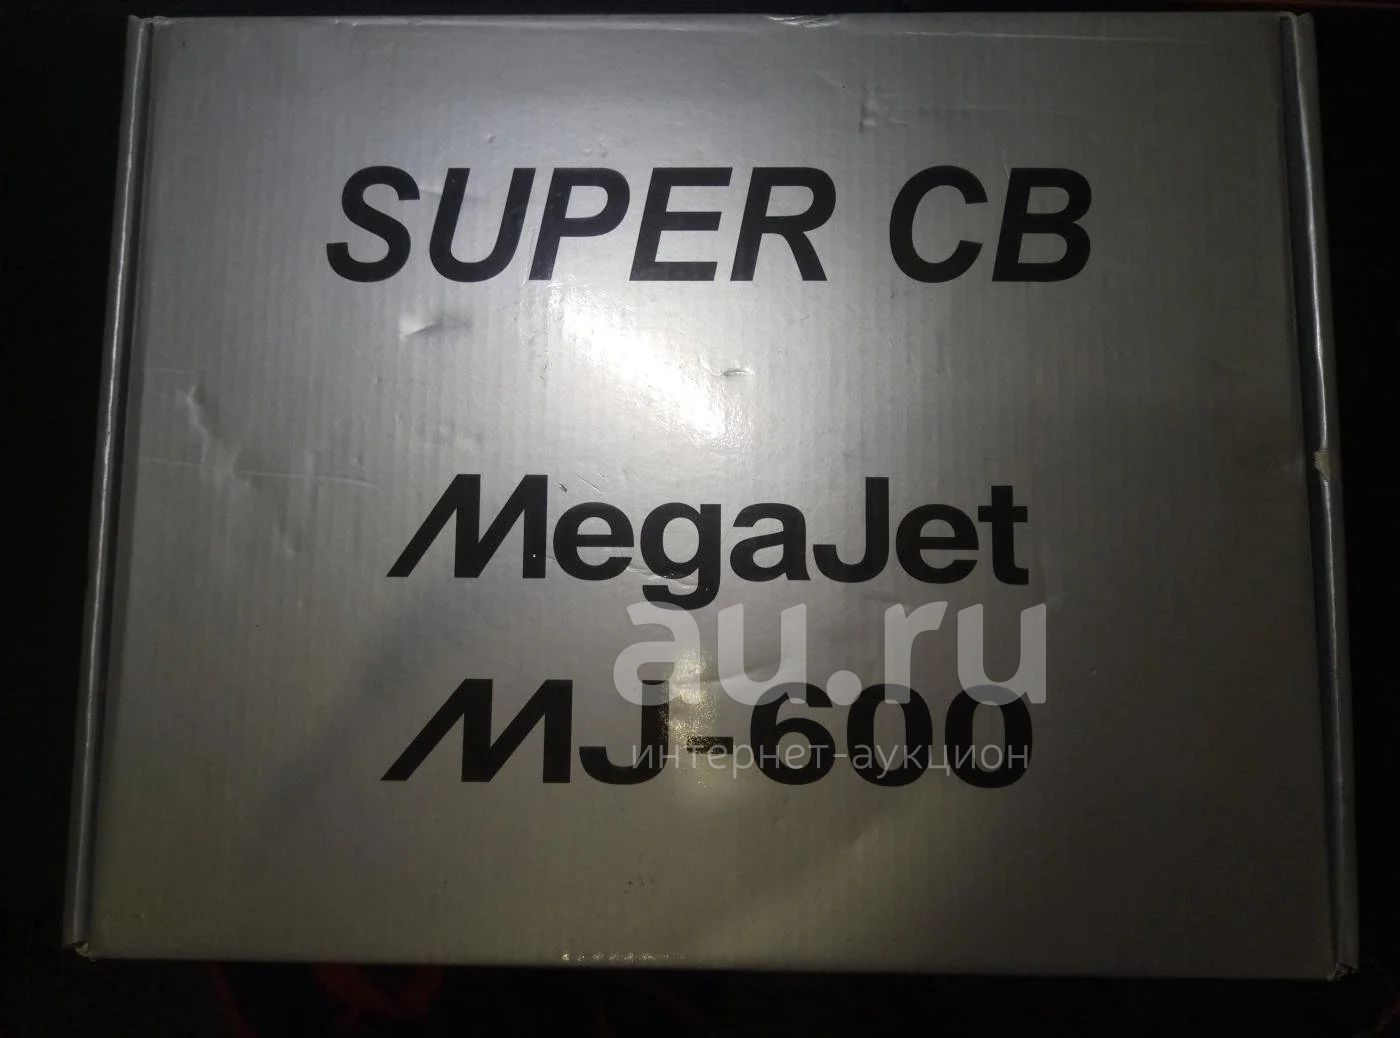 SUPER CB
MegaJet
au.ru
MJ-600
интернет-аукцион